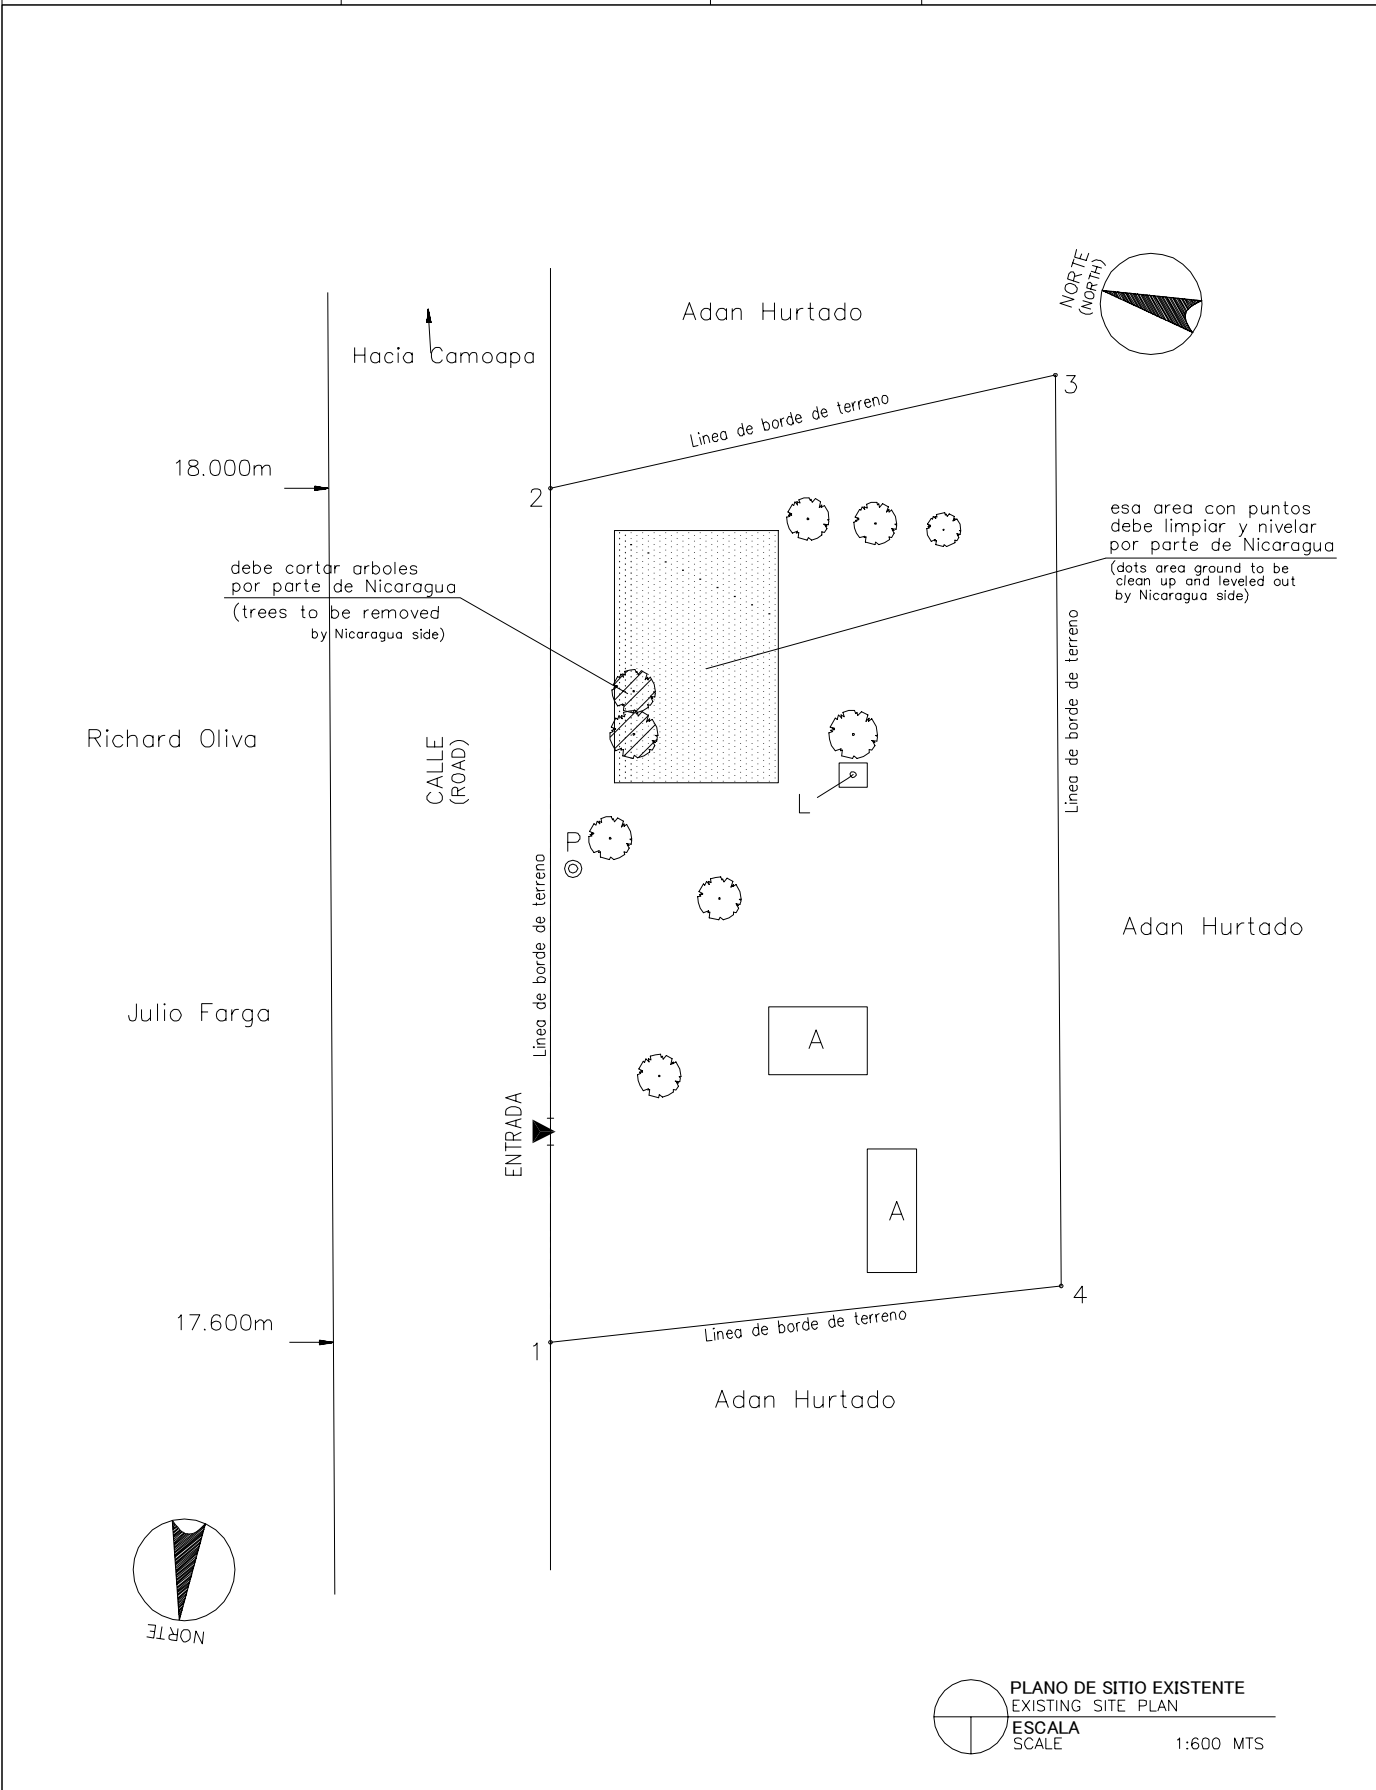 Adan Hurtado
NORTE
(NORTH)
Hacia Camoapa
3
Linea de borde de terreno
18.000m
2
esa area con puntos
debe limpiar y nivelar
por parte de Nicaragua
(dots area ground to be
clean up and leveled out
by Nicaragua side)
debe cortar arboles
por parte de Nicaragua
(trees to be removed
by Nicaragua side)
Linea de borde de terreno
Richard Oliva
CALLE
(ROAD)
L
P
Linea de borde de terreno
Adan Hurtado
Julio Farga
A
ENTRADA
A
4
17.600m
1
Linea de borde de terreno
Adan Hurtado
NORTE
PLANO DE SITIO EXISTENTE
EXISTING SITE PLAN
ESCALA
SCALE 1:600 MTS